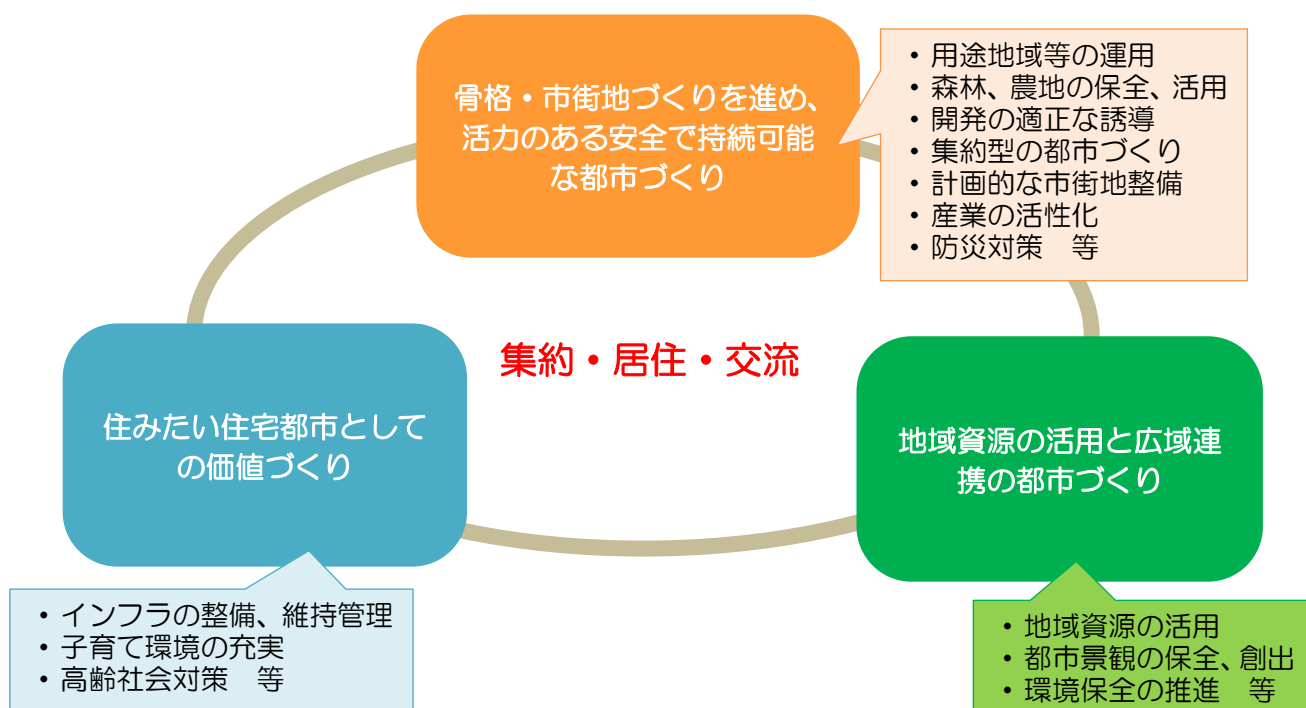 骨格・市街地づくりを進め、
活力のある安全で持続可能
な都市づくり
・用途地域等の運用
・森林、農地の保全、活用
・開発の適正な誘導
・集約型の都市づくり
・計画的な市街地整備
・産業の活性化
・防災対策　等
集約・居住・交流
住みたい住宅都市として
の価値づくり
地域資源の活用と広域連
携の都市づくり
・インフラの整備、維持管理
・子育て環境の充実
・高齢社会対策　等
・地域資源の活用
・都市景観の保全、創出
・環境保全の推進　等